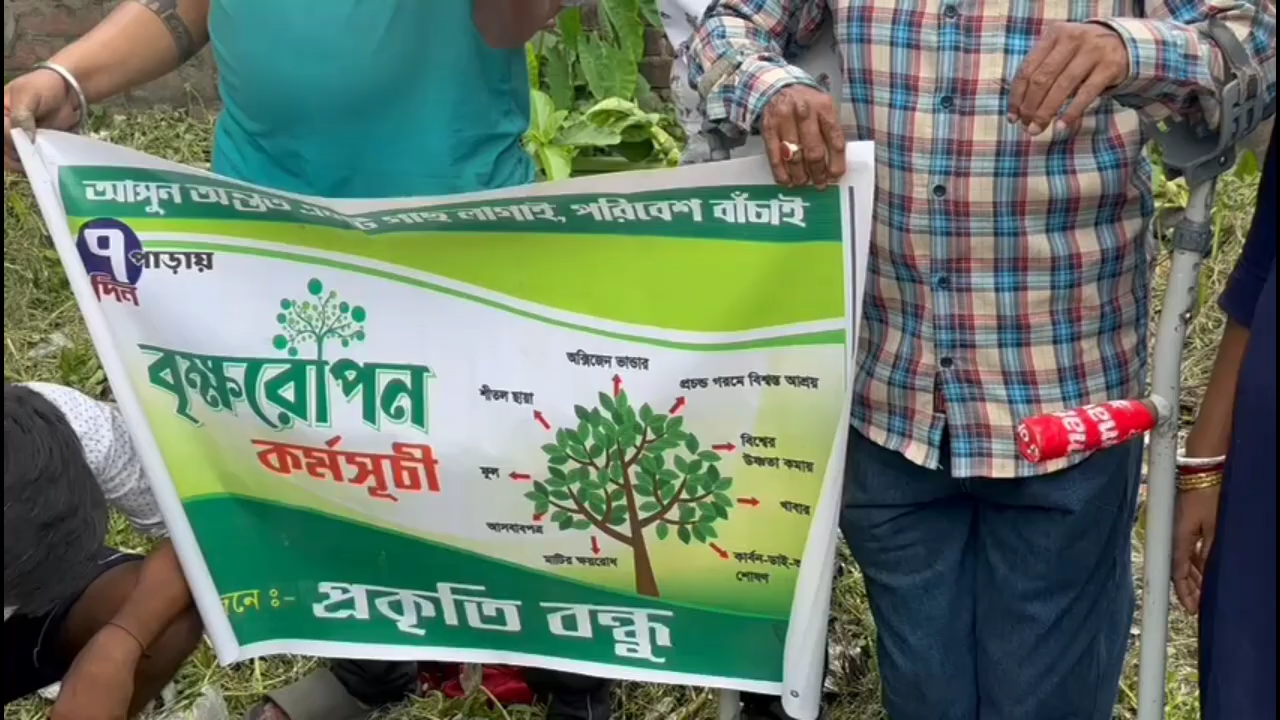 আসুন অন্তত একটি গাছ লাগাই, পরিবেশ বাঁচাই
৭ পাড়ায়
দিন
বৃক্ষরোপন
কর্মসূচী
অক্সিজেন ভান্ডার
শীতল ছায়া
প্রচন্ড গরমে বিশ্বস্ত আশ্রয়
বিশ্বের
উষ্ণতা কমায়
ফুল
খাবার
আসবাবপত্র
মাটির ক্ষয়রোধ
কার্বন-ডাই-
শোষণ
প্রকৃতি বন্ধু